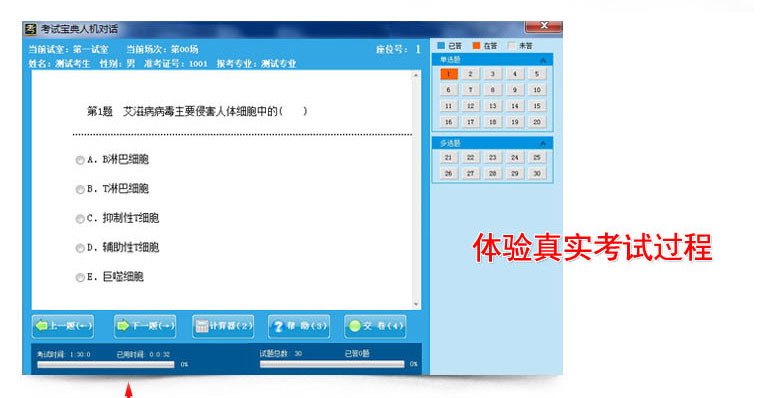 考试宝典人机对话
当前试室：第一试室 当前场次：第00场 座位号：1
姓名：测试考生 性别：男 准考证号：1001 报考专业：测试专业
第1题 艾滋病病毒主要侵害人体细胞中的( )
A. B淋巴细胞
B. T淋巴细胞
C. 抑制性T细胞
D. 辅助性T细胞
E. 巨噬细胞
上一题(←) 下一题(→) 计算器(2) 帮 助(3) 交 卷(4)
考试时间: 1:30:0 已用时间: 0:0:32 0% 试题总数: 30 已答0题 0%
已答 在答 未答
单选题
1 2 3 4 5
6 7 8 9 10
11 12 13 14 15
16 17 18 19 20
多选题
21 22 23 24 25
26 27 28 29 30
体验真实考试过程